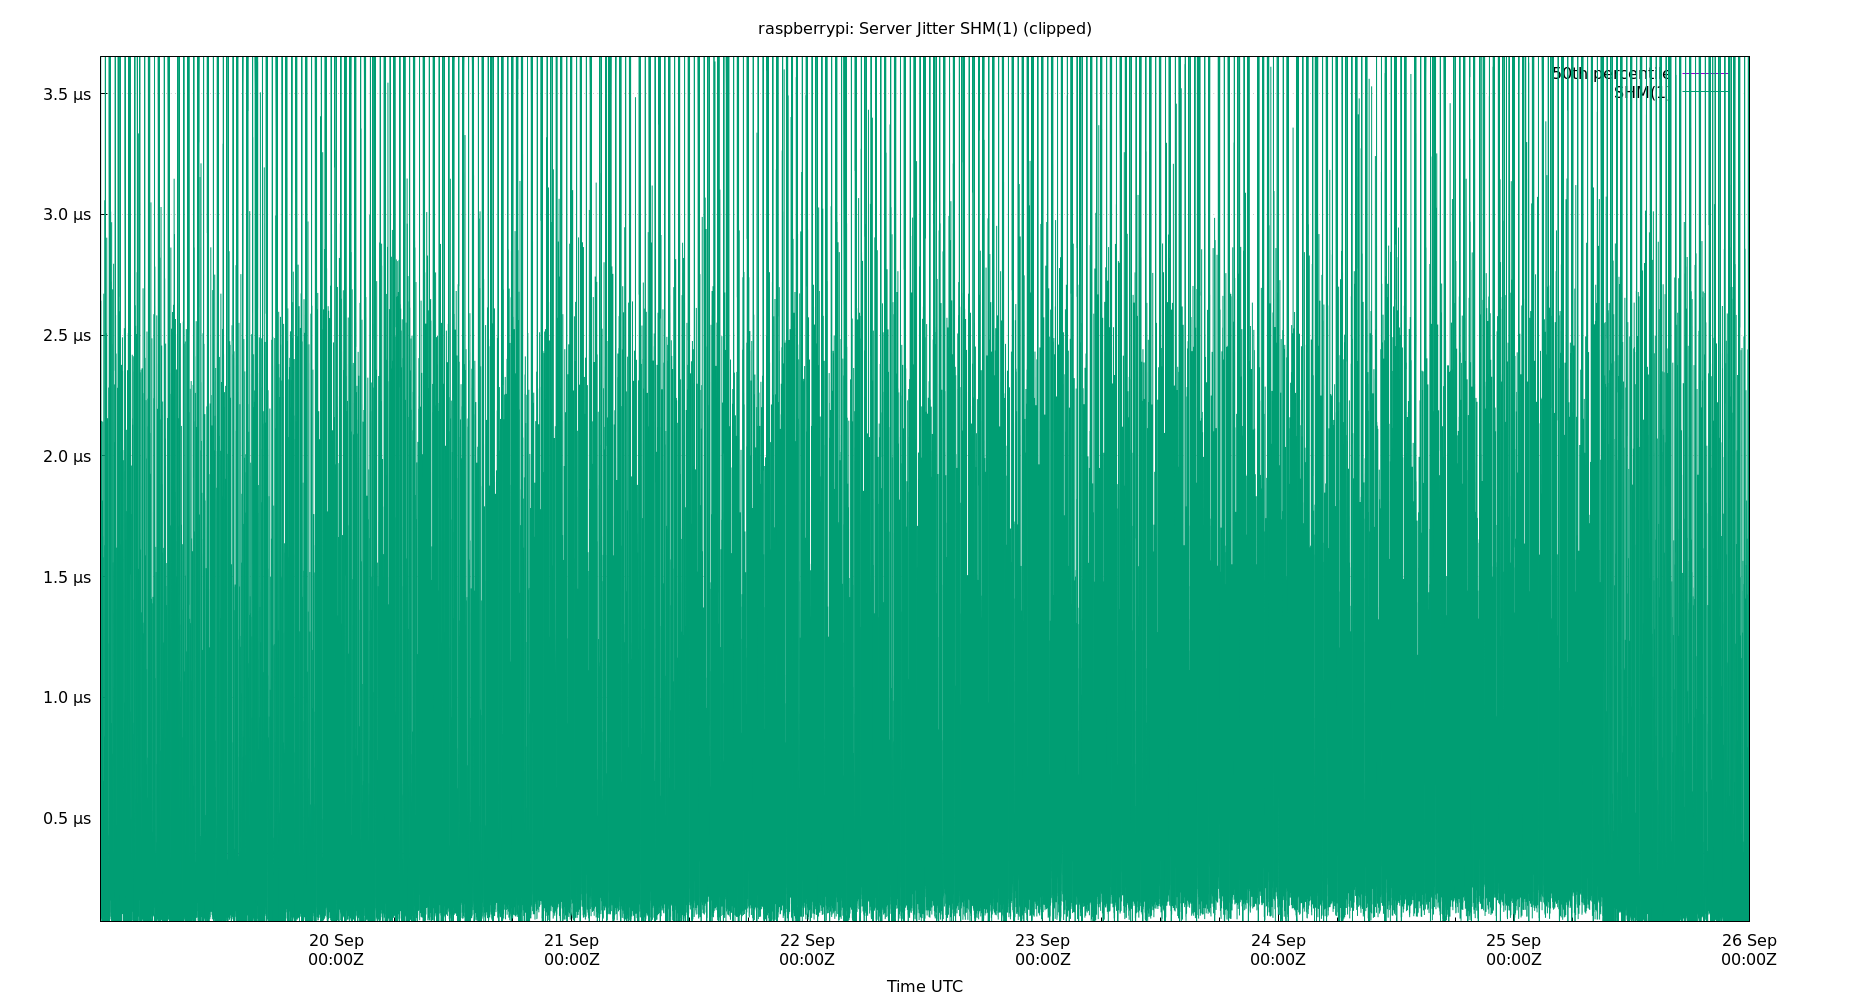 raspberrypi: Server Jitter SHM(1) (clipped)
50th percentile
SHM(1)
3.5 µs
3.0 µs
2.5 µs
2.0 µs
1.5 µs
1.0 µs
0.5 µs
20 Sep
00:00Z
21 Sep
00:00Z
22 Sep
00:00Z
23 Sep
00:00Z
24 Sep
00:00Z
25 Sep
00:00Z
26 Sep
00:00Z
Time UTC